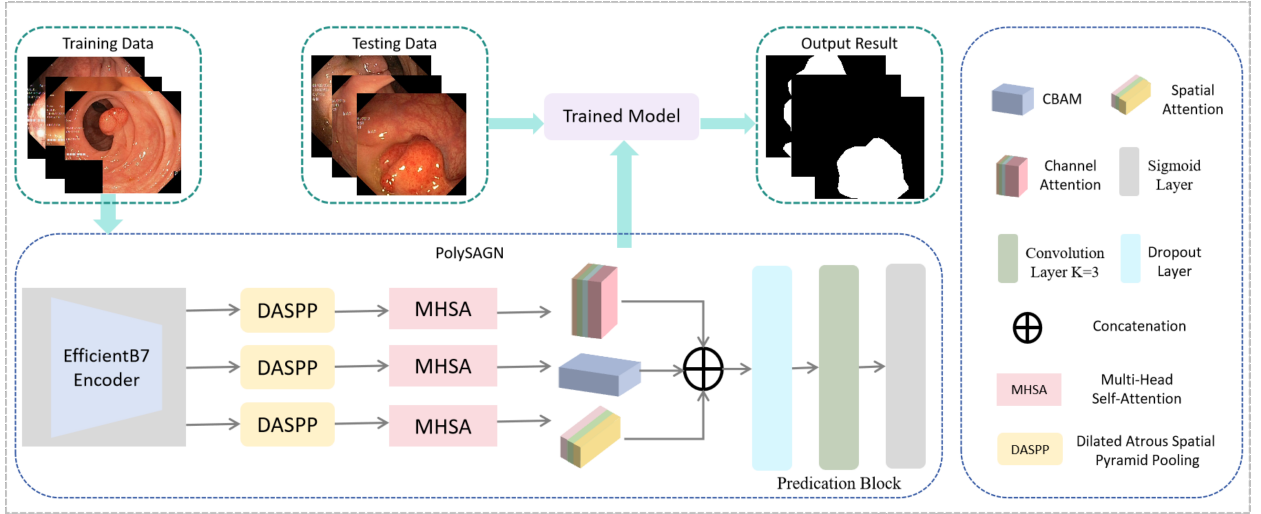 Training Data
Testing Data
Output Result
Trained Model
CBAM
Spatial
Attention
Channel
Attention
Sigmoid
Layer
Convolution
Layer K=3
Dropout
Layer
Concatenation
MHSA
Multi-Head
Self-Attention
DASPP
Dilated Atrous Spatial
Pyramid Pooling
PolySAGN
EfficientB7
Encoder
DASPP
MHSA
DASPP
MHSA
DASPP
MHSA
Predication Block